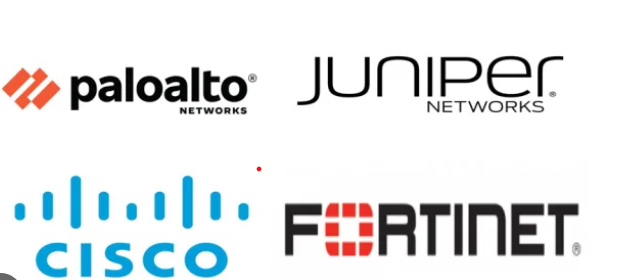 paloalto®
NETWORKS
JUNIPEr®
NETWORKS
CISCO
FORTINET®